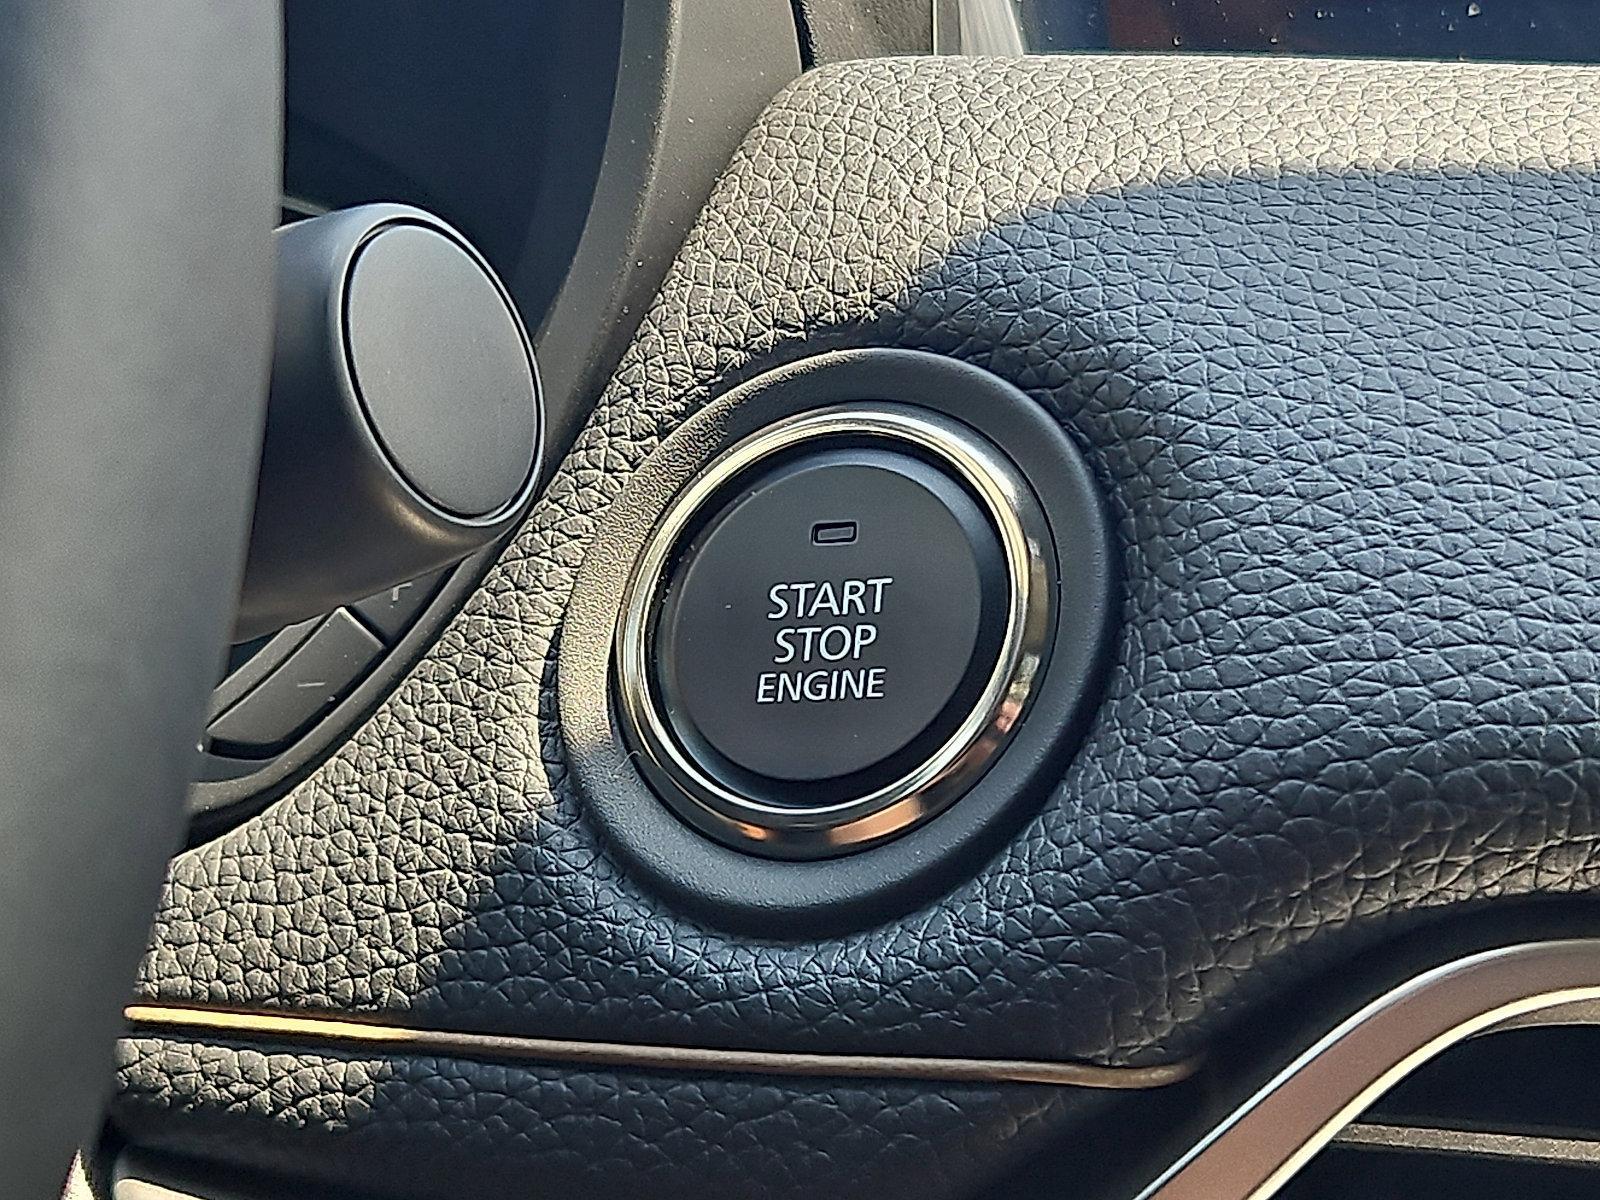 START
STOP
ENGINE
+
−